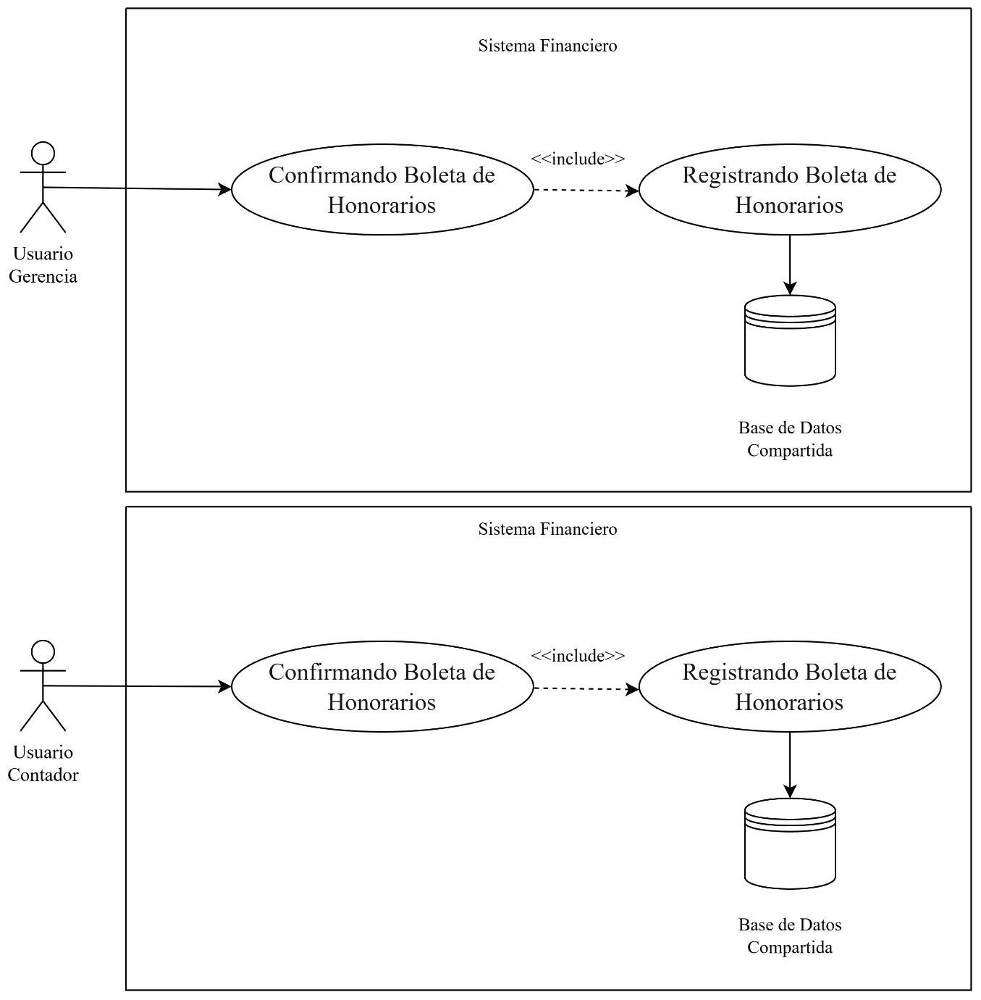 Sistema Financiero
Usuario
Gerencia
Confirmando Boleta de
Honorarios
<<include>>
Registrando Boleta de
Honorarios
Base de Datos
Compartida
Sistema Financiero
Usuario
Contador
Confirmando Boleta de
Honorarios
<<include>>
Registrando Boleta de
Honorarios
Base de Datos
Compartida